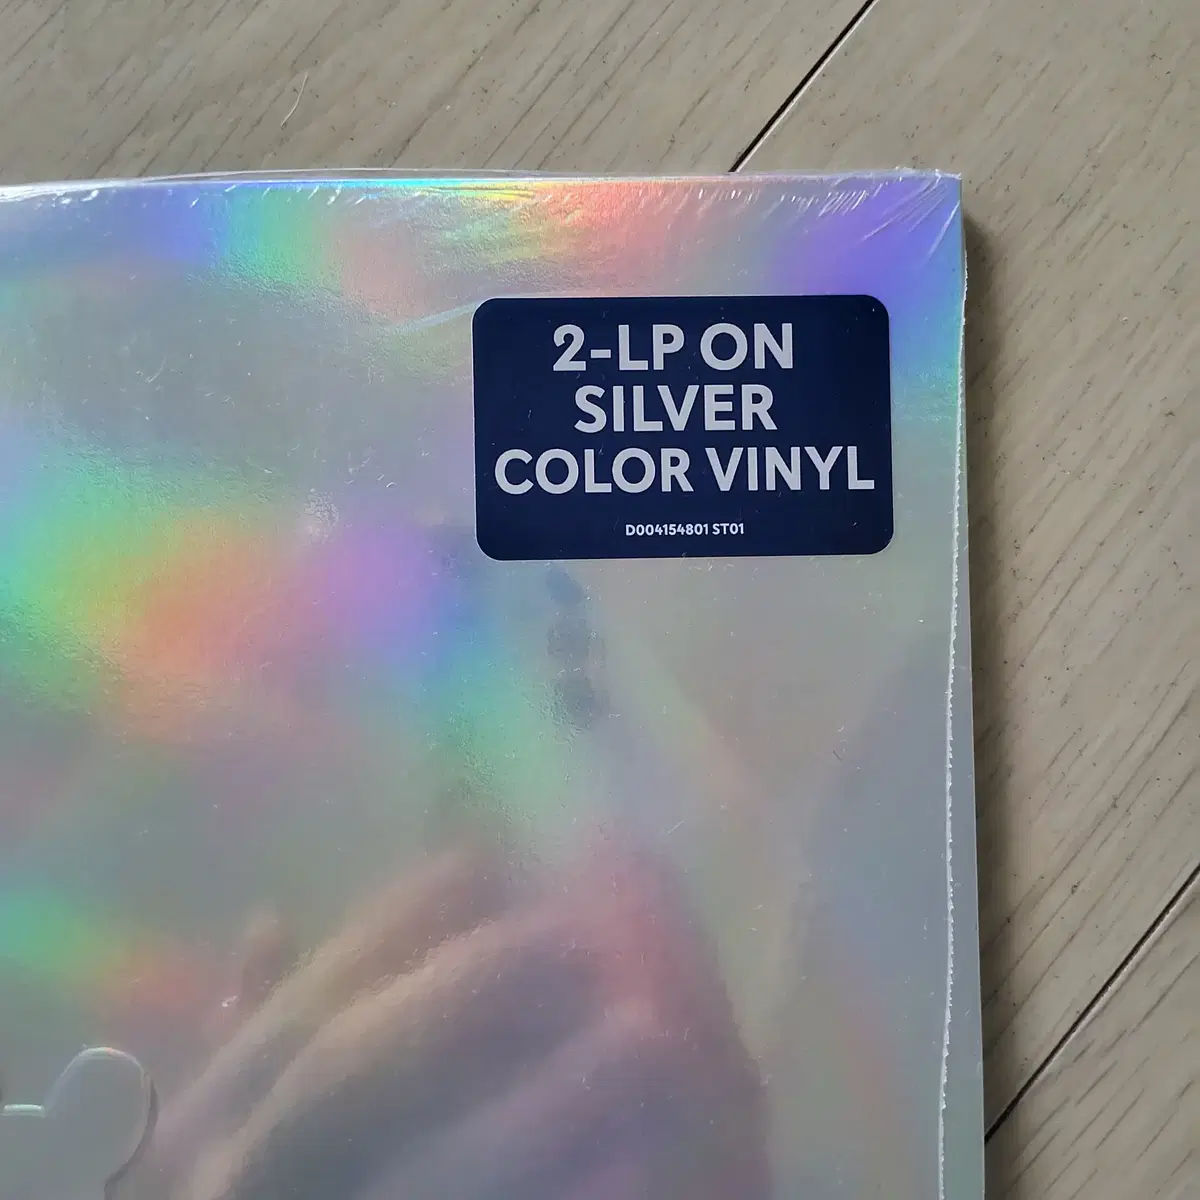 2-LP ON
SILVER
COLOR VINYL
D004154801 ST01